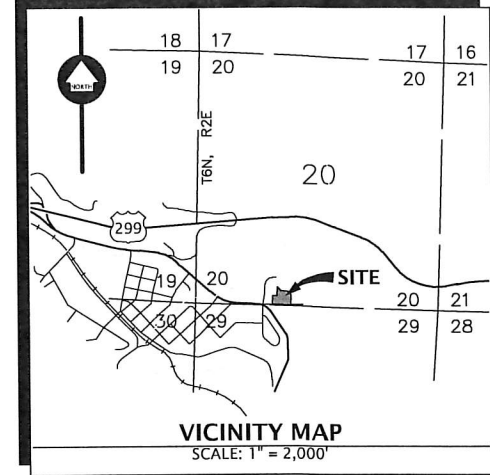 18 17
19 20
17 16
20 21
NORTH
T6N, R2E
20
299
19 20
30 29
SITE
20 21
29 28
VICINITY MAP
SCALE: 1" = 2,000'